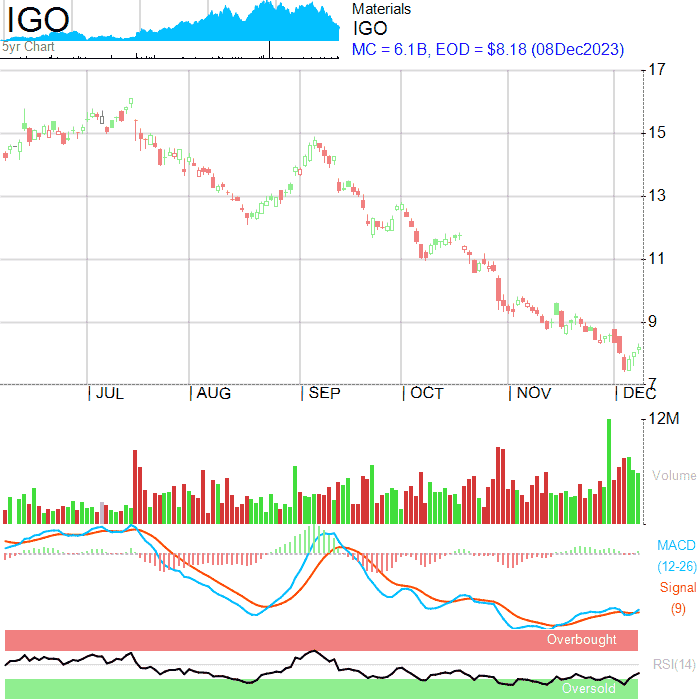 IGO
5yr Chart
Materials
IGO
MC = 6.1B, EOD = $8.18 (08Dec2023)
17
15
13
11
9
7
JUL AUG SEP OCT NOV DEC
12M
Volume
MACD
(12-26)
Signal
(9)
Overbought
RSI(14)
Oversold